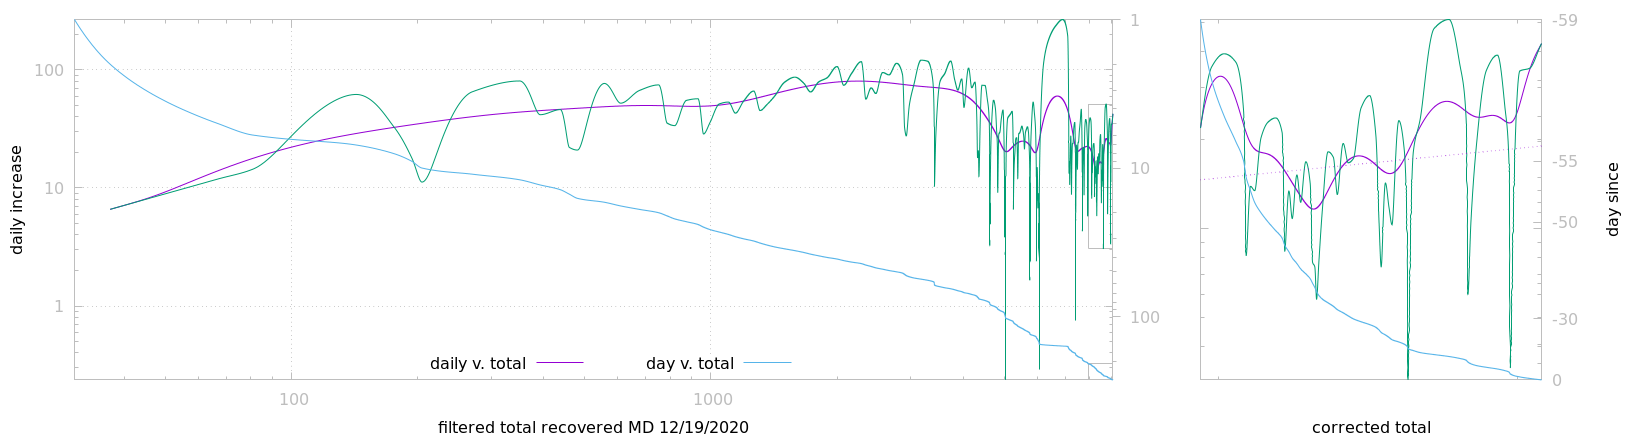 daily increase
100
10
1
100
1000
daily v. total
day v. total
1
10
100
filtered total recovered MD 12/19/2020
-59
-55
-50
-30
0
day since
corrected total